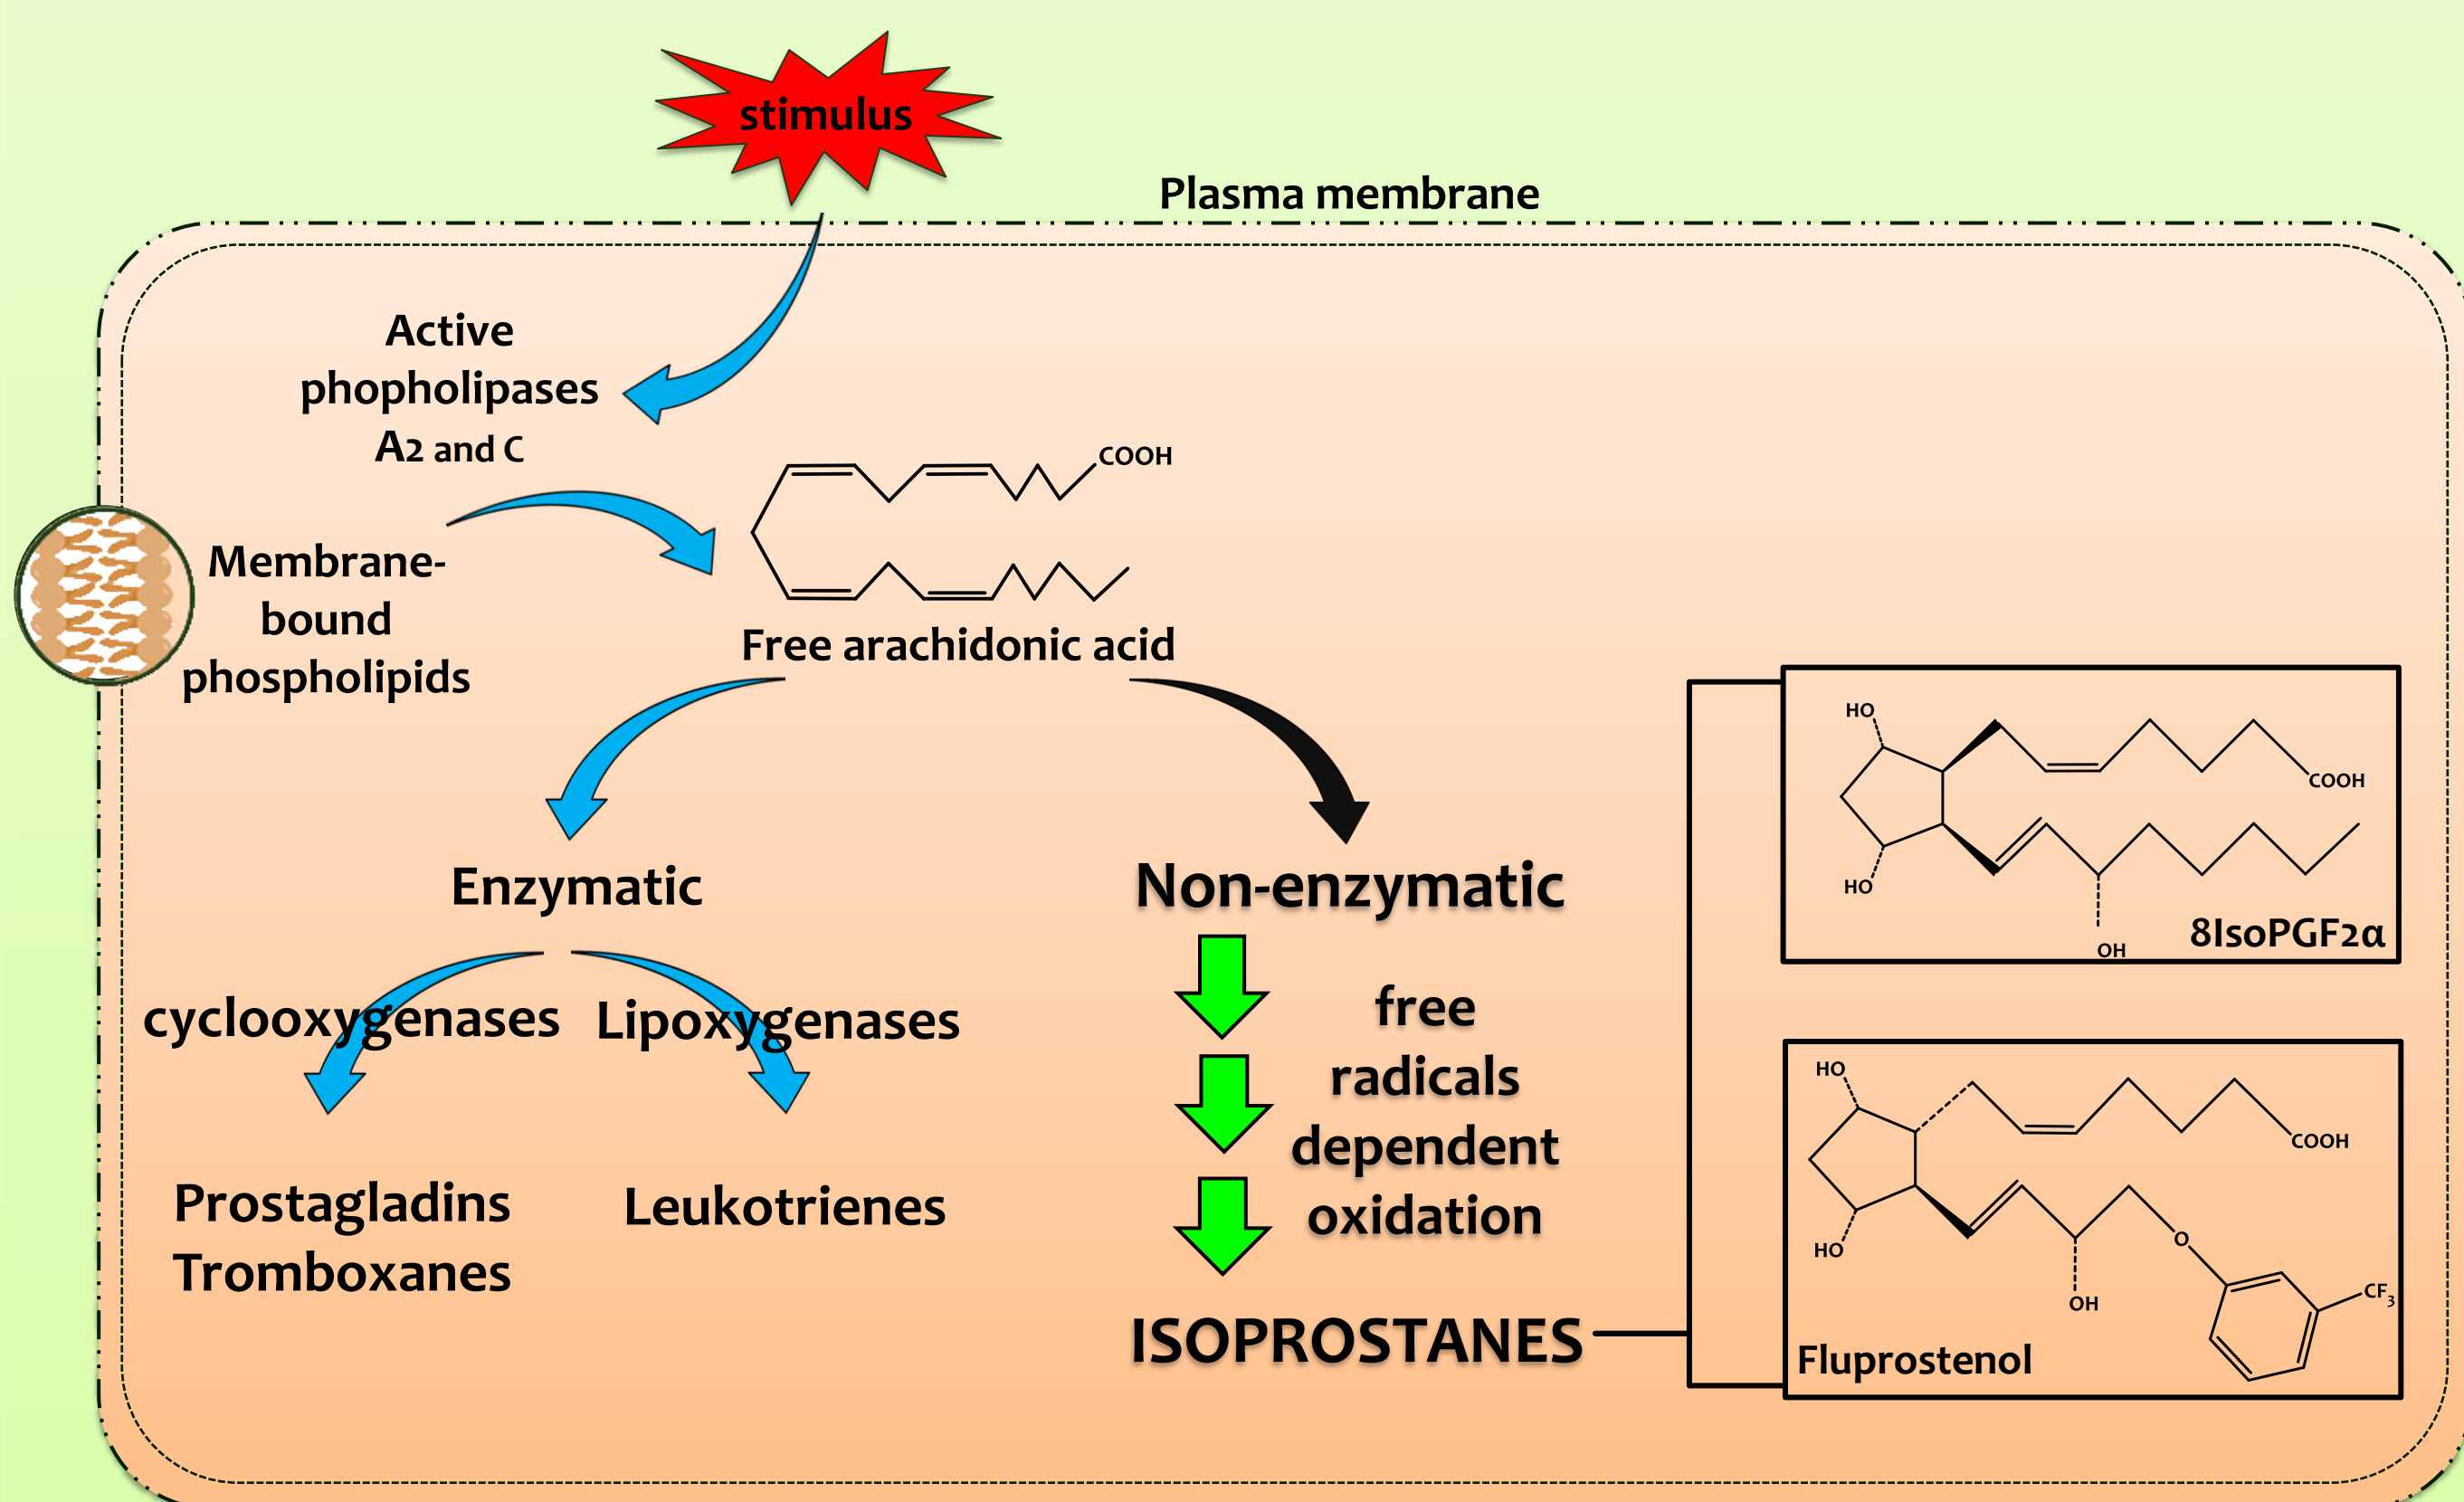 stimulus
Plasma membrane
Active
phopholipases
A2 and C
COOH
Membrane-
bound
phospholipids
Free arachidonic acid
Enzymatic
cyclooxygenases
Lipoxygenases
Prostagladins
Tromboxanes
Leukotrienes
Non-enzymatic
free
radicals
dependent
oxidation
ISOPROSTANES
HO
COOH
HO
OH
8IsoPGF2α
HO
COOH
HO
O
OH
CF3
Fluprostenol